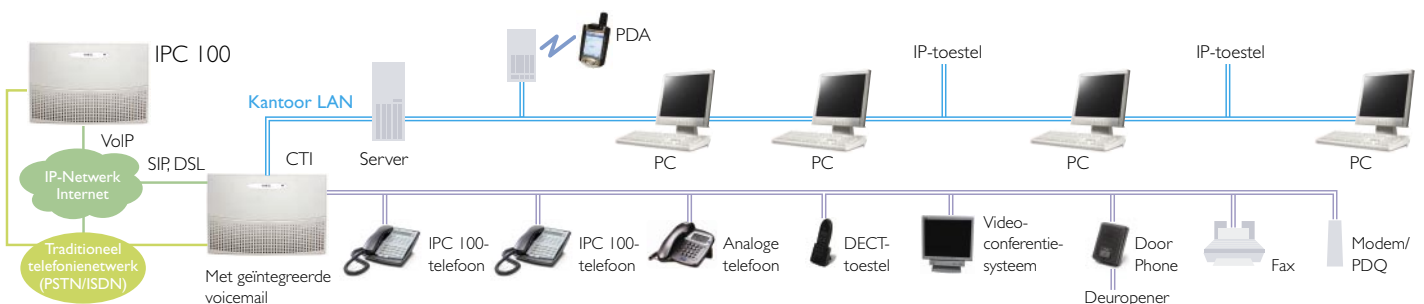 IPC 100
PDA
IP-toestel
IP-toestel
Kantoor LAN
VoIP
CTI
Server
PC
PC
PC
PC
SIP, DSL
IP-Netwerk
Internet
Traditioneel
telefonienetwerk
(PSTN/ISDN)
Met geïntegreerde
voicemail
IPC 100-
telefoon
IPC 100-
telefoon
Analoge
telefoon
DECT-
toestel
Video-
conferentie-
systeem
Door
Phone
Deuropener
Fax
Modem/
PDQ